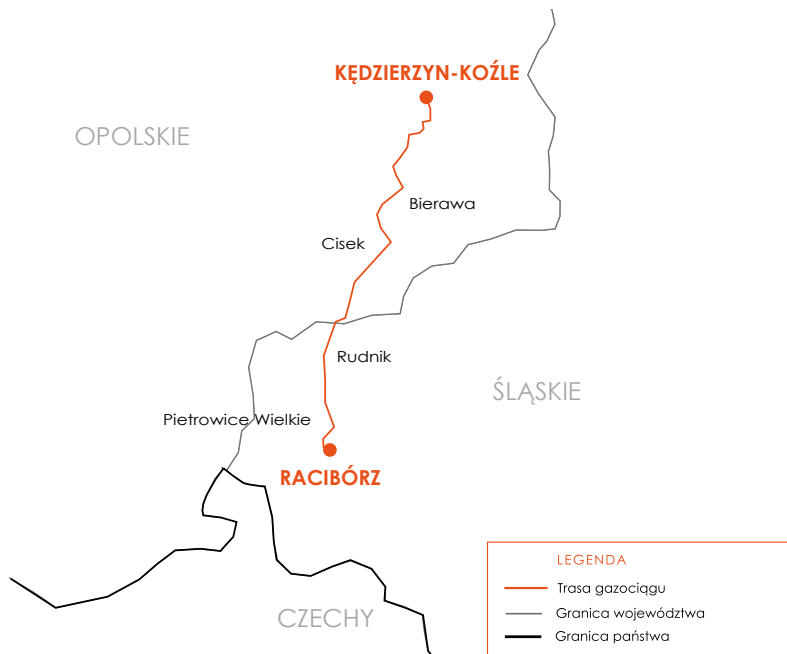 KĘDZIERZYN-KOŹLE
OPOLSKIE
Bierawa
Cisek
Rudnik
ŚLĄSKIE
Pietrowice Wielkie
RACIBÓRZ
LEGENDA
Trasa gazociągu
Granica województwa
Granica państwa
CZECHY